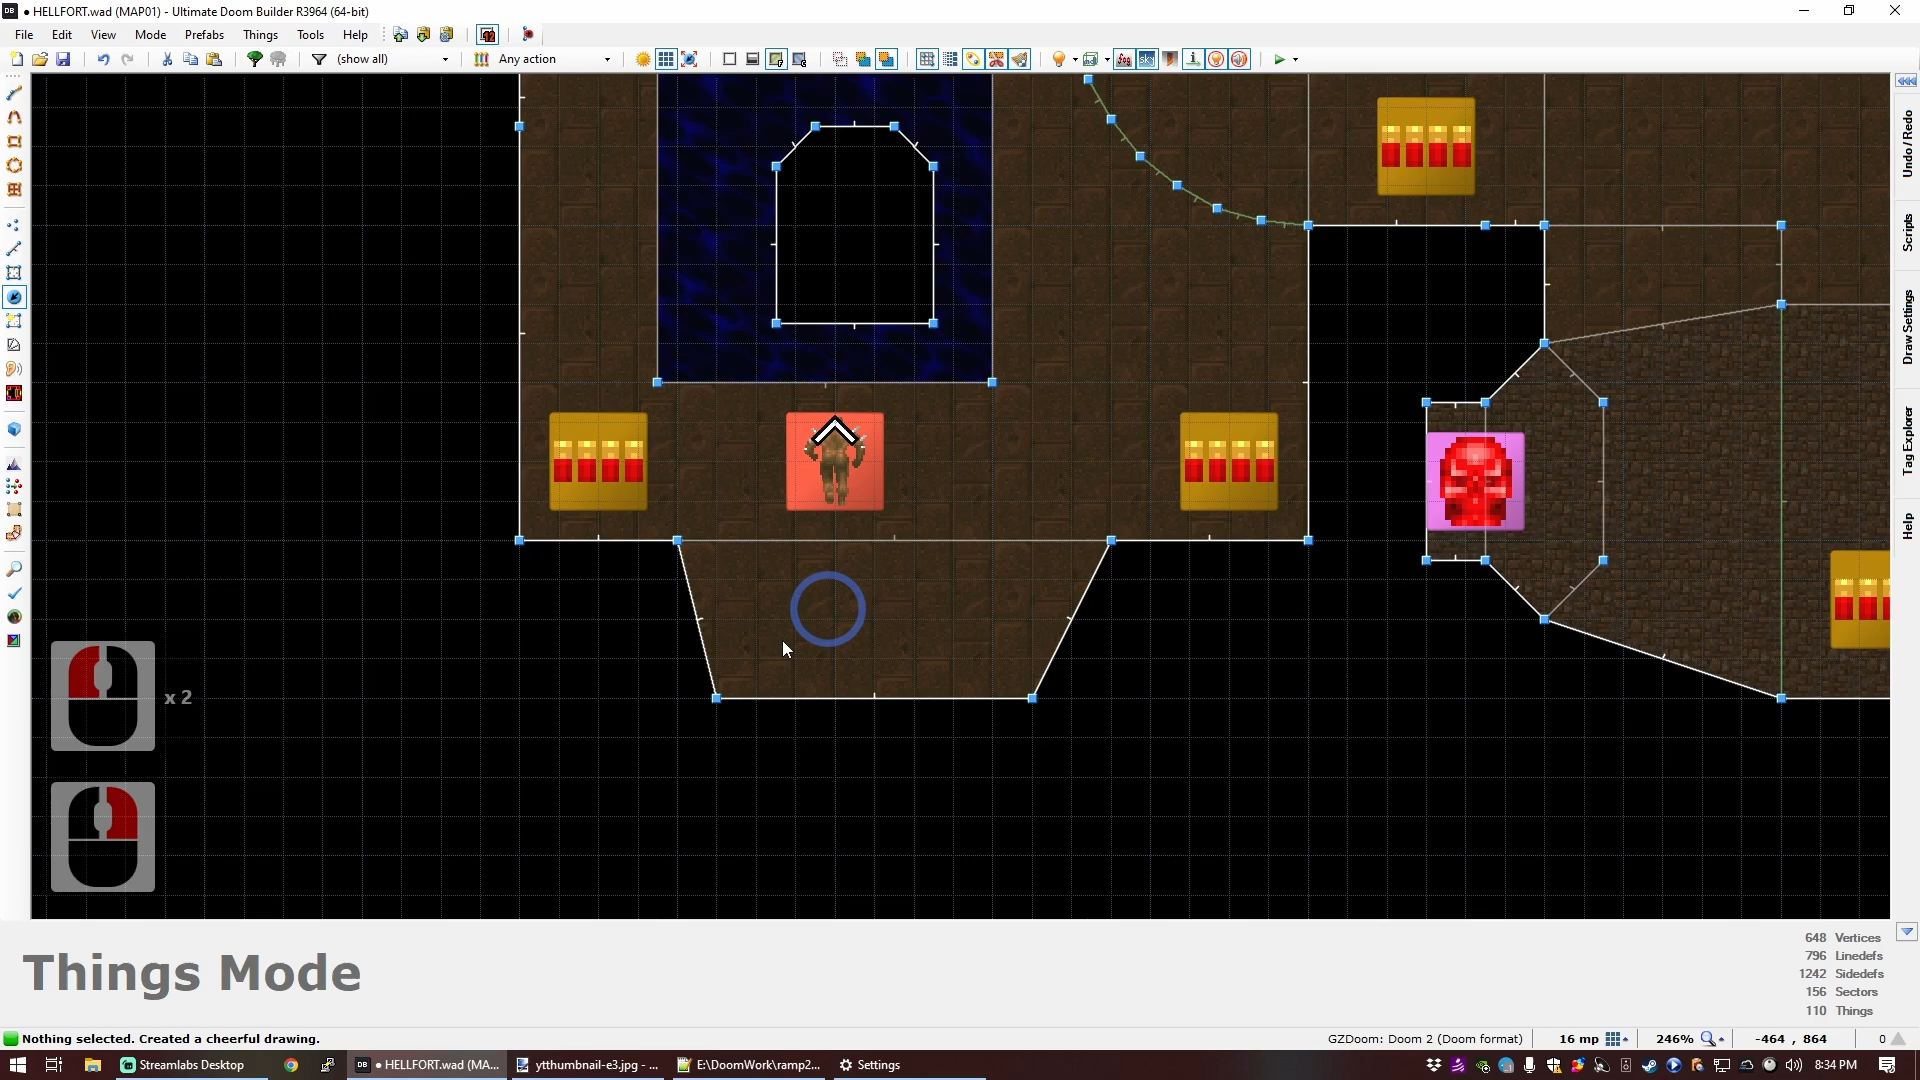 • HELLFORT.wad (MAP01) - Ultimate Doom Builder R3964 (64-bit)
File Edit View Mode Prefabs Things Tools Help
(show all)
Any action
Undo / Redo
Scripts
Draw Settings
Tag Explorer
Help
x 2
Things Mode
648 Vertices
796 Linedefs
1242 Sidedefs
156 Sectors
110 Things
Nothing selected. Created a cheerful drawing.
GZDoom: Doom 2 (Doom format)
16 mp
246%
-464 , 864
0
Streamlabs Desktop
• HELLFORT.wad (MA...
ytthumbnail-e3.jpg - ...
E:\DoomWork\ramp2...
Settings
8:34 PM